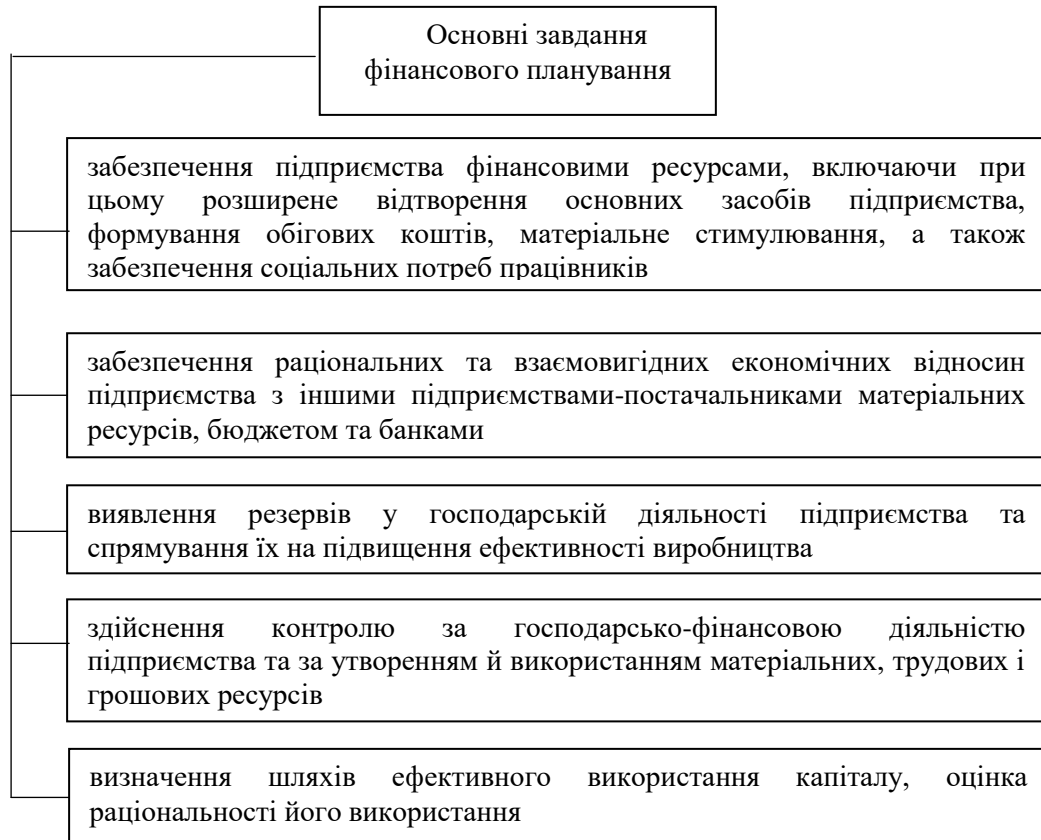 Основні завдання
фінансового планування
забезпечення підприємства фінансовими ресурсами, включаючи при
цьому розширене відтворення основних засобів підприємства,
формування обігових коштів, матеріальне стимулювання, а також
забезпечення соціальних потреб працівників
забезпечення раціональних та взаємовигідних економічних відносин
підприємства з іншими підприємствами-постачальниками матеріальних
ресурсів, бюджетом та банками
виявлення резервів у господарській діяльності підприємства та
спрямування їх на підвищення ефективності виробництва
здійснення контролю за господарсько-фінансовою діяльністю
підприємства та за утворенням й використанням матеріальних, трудових і
грошових ресурсів
визначення шляхів ефективного використання капіталу, оцінка
раціональності його використання